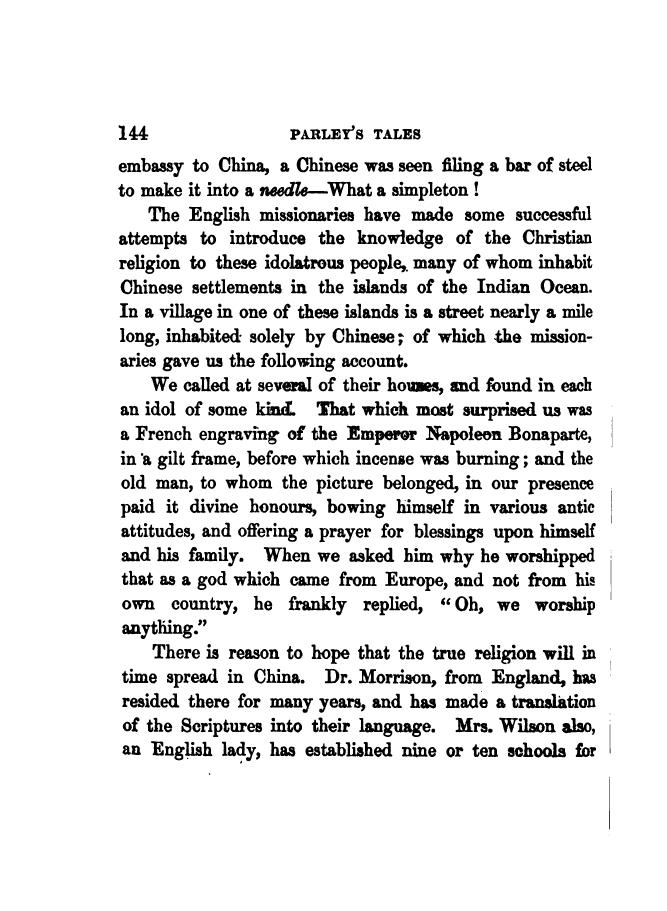 144 PARLEY'S TALES
embassy to China, a Chinese was seen filing a bar of steel
to make it into a needle—What a simpleton !
The English missionaries have made some successful
attempts to introduce the knowledge of the Christian
religion to these idolatrous people, many of whom inhabit
Chinese settlements in the islands of the Indian Ocean.
In a village in one of these islands is a street nearly a mile
long, inhabited solely by Chinese; of which the mission-
aries gave us the following account.
We called at several of their houses, and found in each
an idol of some kind. That which most surprised us was
a French engraving of the Emperor Napoleon Bonaparte,
in a gilt frame, before which incense was burning; and the
old man, to whom the picture belonged, in our presence
paid it divine honours, bowing himself in various antic
attitudes, and offering a prayer for blessings upon himself
and his family. When we asked him why he worshipped
that as a god which came from Europe, and not from his
own country, he frankly replied, “Oh, we worship
anything.”
There is reason to hope that the true religion will in
time spread in China. Dr. Morrison, from England, has
resided there for many years, and has made a translation
of the Scriptures into their language. Mrs. Wilson also,
an English lady, has established nine or ten schools for